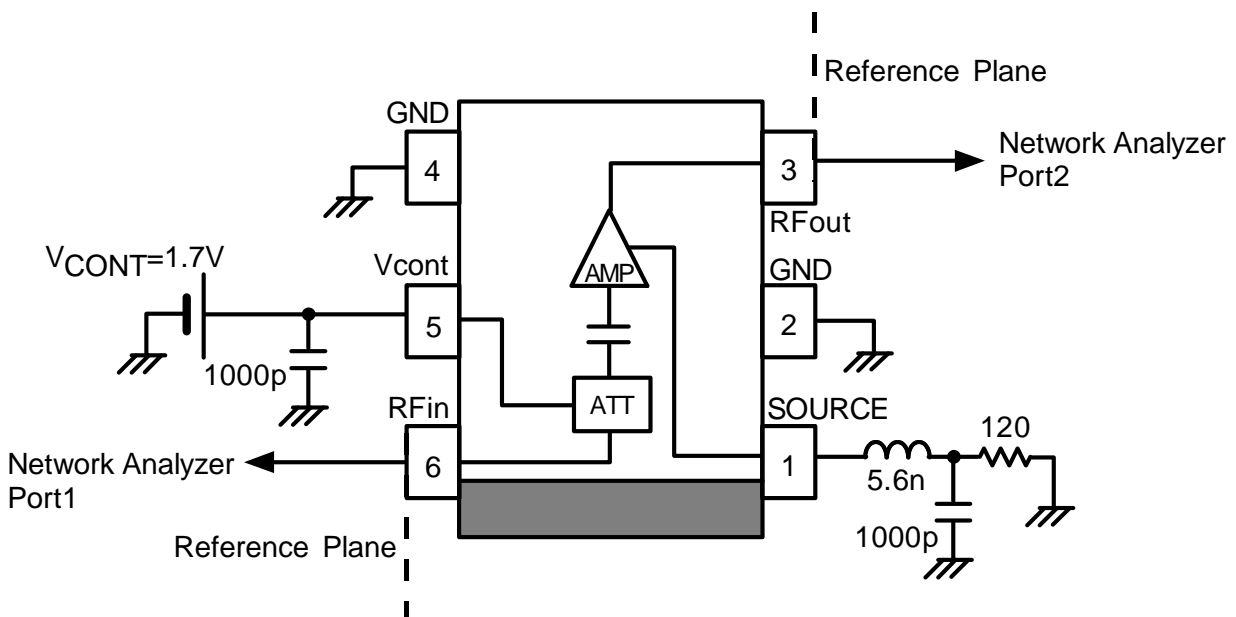 Reference Plane
GND
4
3
Network Analyzer
Port2
RFout
VCONT=1.7V
Vcont
AMP
GND
5
2
1000p
RFin
ATT
SOURCE
120
Network Analyzer
Port1
6
1
5.6n
1000p
Reference Plane